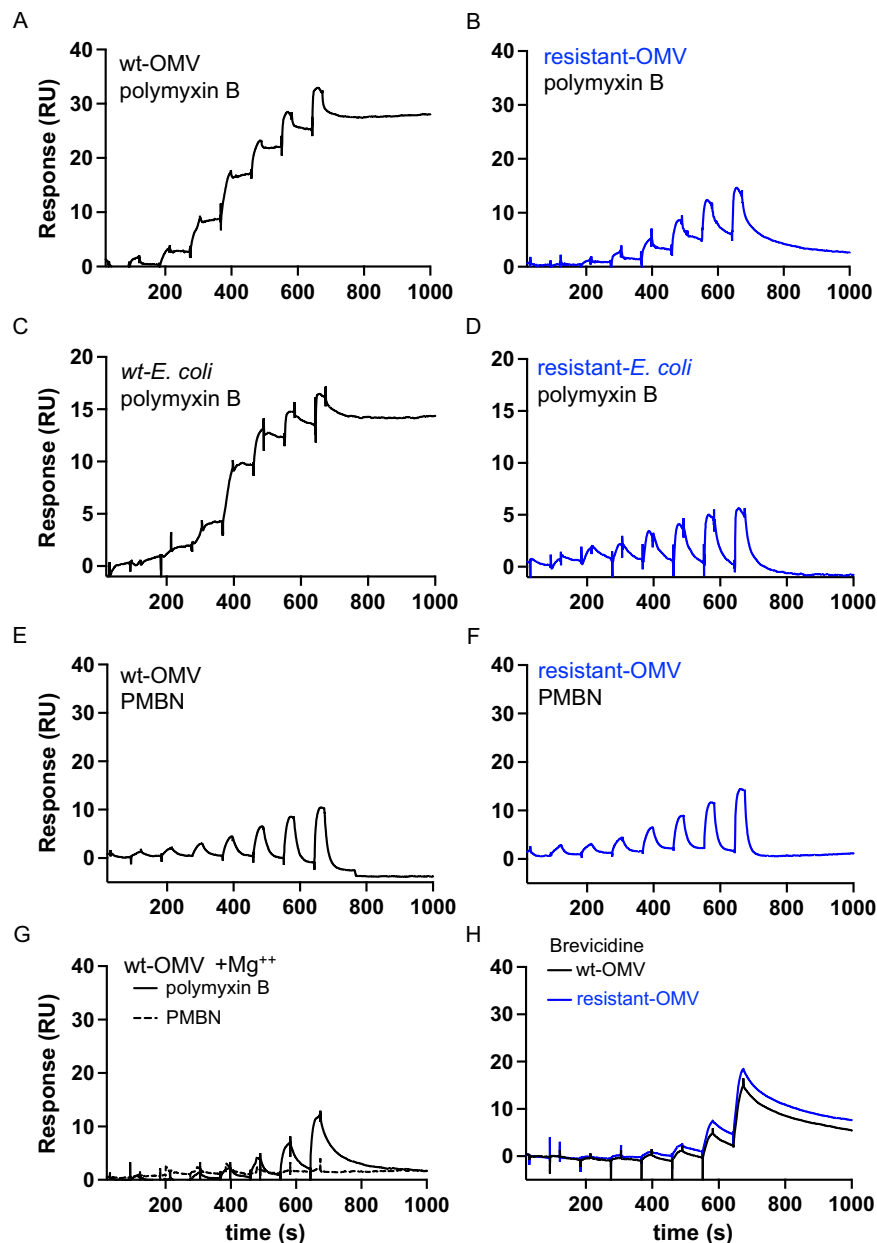 A
40
30
20
10
0
Response (RU)
wt-OMV
polymyxin B
200 400 600 800 1000
B
40
30
20
10
0
resistant-OMV
polymyxin B
200 400 600 800 1000
C
20
15
10
5
0
Response (RU)
wt-E. coli
polymyxin B
200 400 600 800 1000
D
20
15
10
5
0
resistant-E. coli
polymyxin B
200 400 600 800 1000
E
40
30
20
10
0
Response (RU)
wt-OMV
PMBN
200 400 600 800 1000
F
40
30
20
10
0
resistant-OMV
PMBN
200 400 600 800 1000
G
40
30
20
10
0
Response (RU)
wt-OMV +Mg++
polymyxin B
PMBN
200 400 600 800 1000
time (s)
H
40
30
20
10
0
Brevicidine
wt-OMV
resistant-OMV
200 400 600 800 1000
time (s)